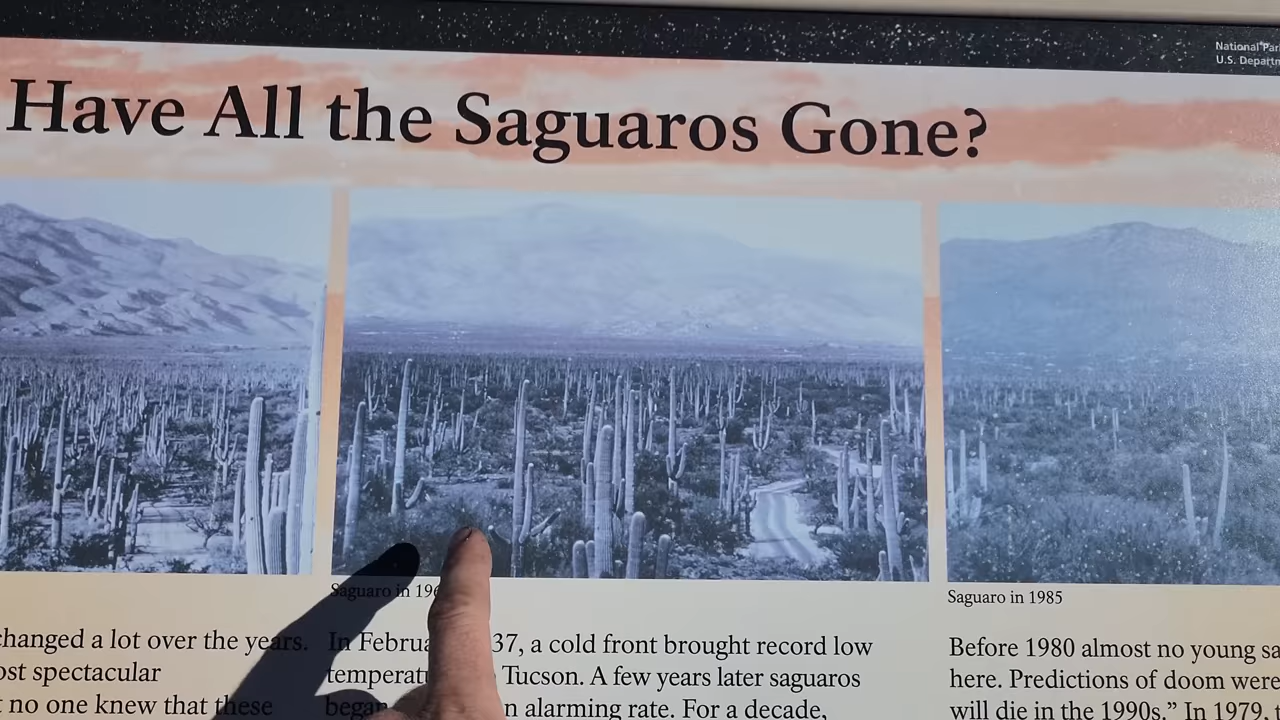 National Par
U.S. Departm
Have All the Saguaros Gone?
Saguaro in 196
Saguaro in 1985
changed a lot over the years.
ost spectacular
t no one knew that these
In Februa 37, a cold front brought record low
temperatu Tucson. A few years later saguaros
began n alarming rate. For a decade,
Before 1980 almost no young sa
here. Predictions of doom were
will die in the 1990s.” In 1979, t